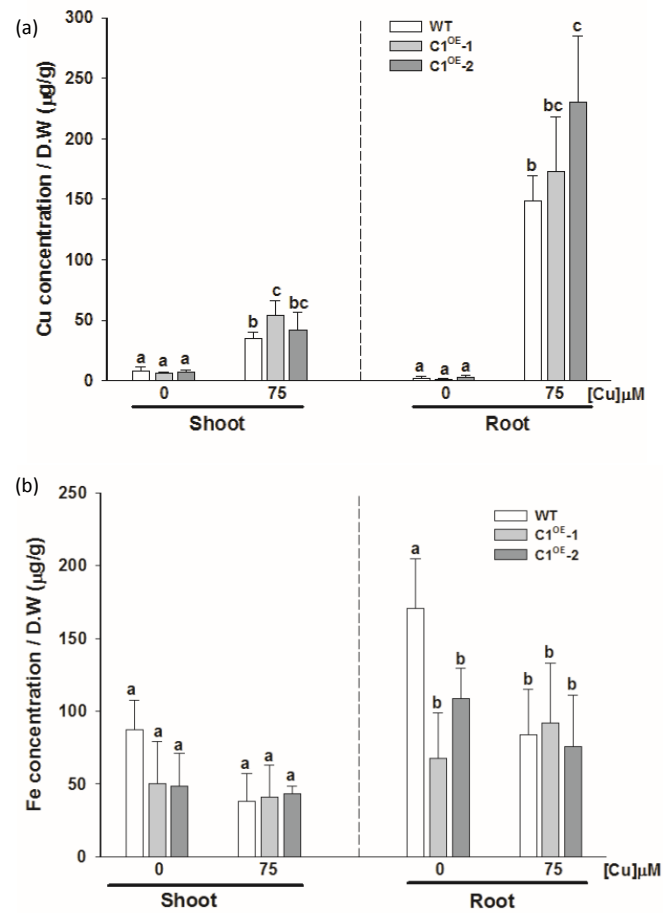 (a)
Cu concentration / D.W (µg/g)
300
250
200
150
100
50
0
WT
C1OE-1
C1OE-2
a a a
b c bc
a a a
b bc c
0 75 0 75 [Cu]µM
Shoot Root
(b)
Fe concentration / D.W (µg/g)
250
200
150
100
50
0
WT
C1OE-1
C1OE-2
a a a
a a a
a b b
b b b
0 75 0 75 [Cu]µM
Shoot Root